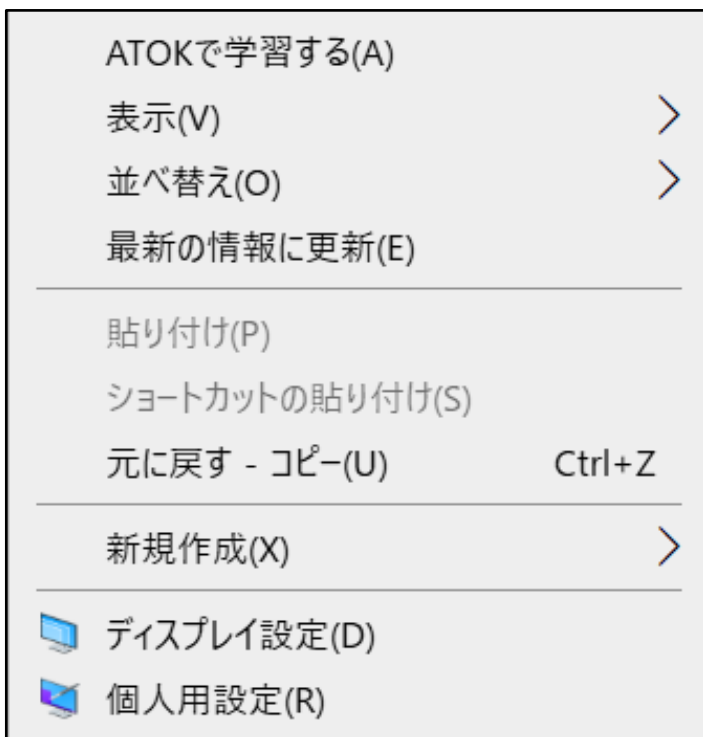 ATOKで学習する(A)
表示(V)
並べ替え(O)
最新の情報に更新(E)
貼り付け(P)
ショートカットの貼り付け(S)
元に戻す - コピー(U) Ctrl+Z
新規作成(X)
ディスプレイ設定(D)
個人用設定(R)